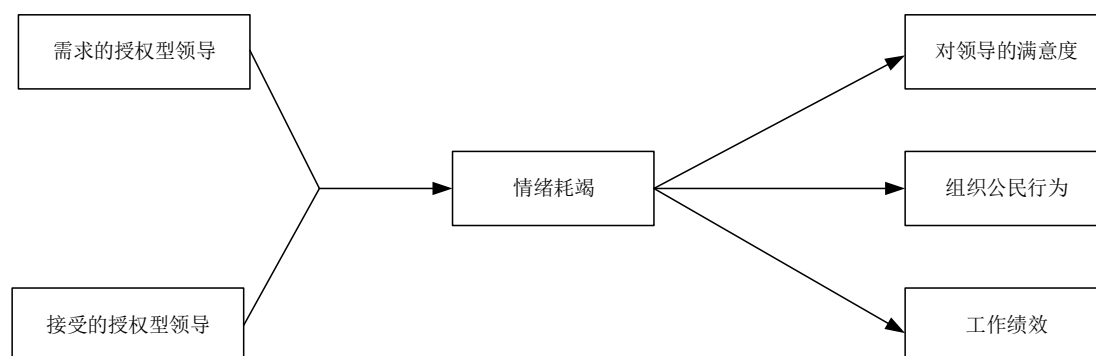 需求的授权型领导
对领导的满意度
情绪耗竭
组织公民行为
接受的授权型领导
工作绩效